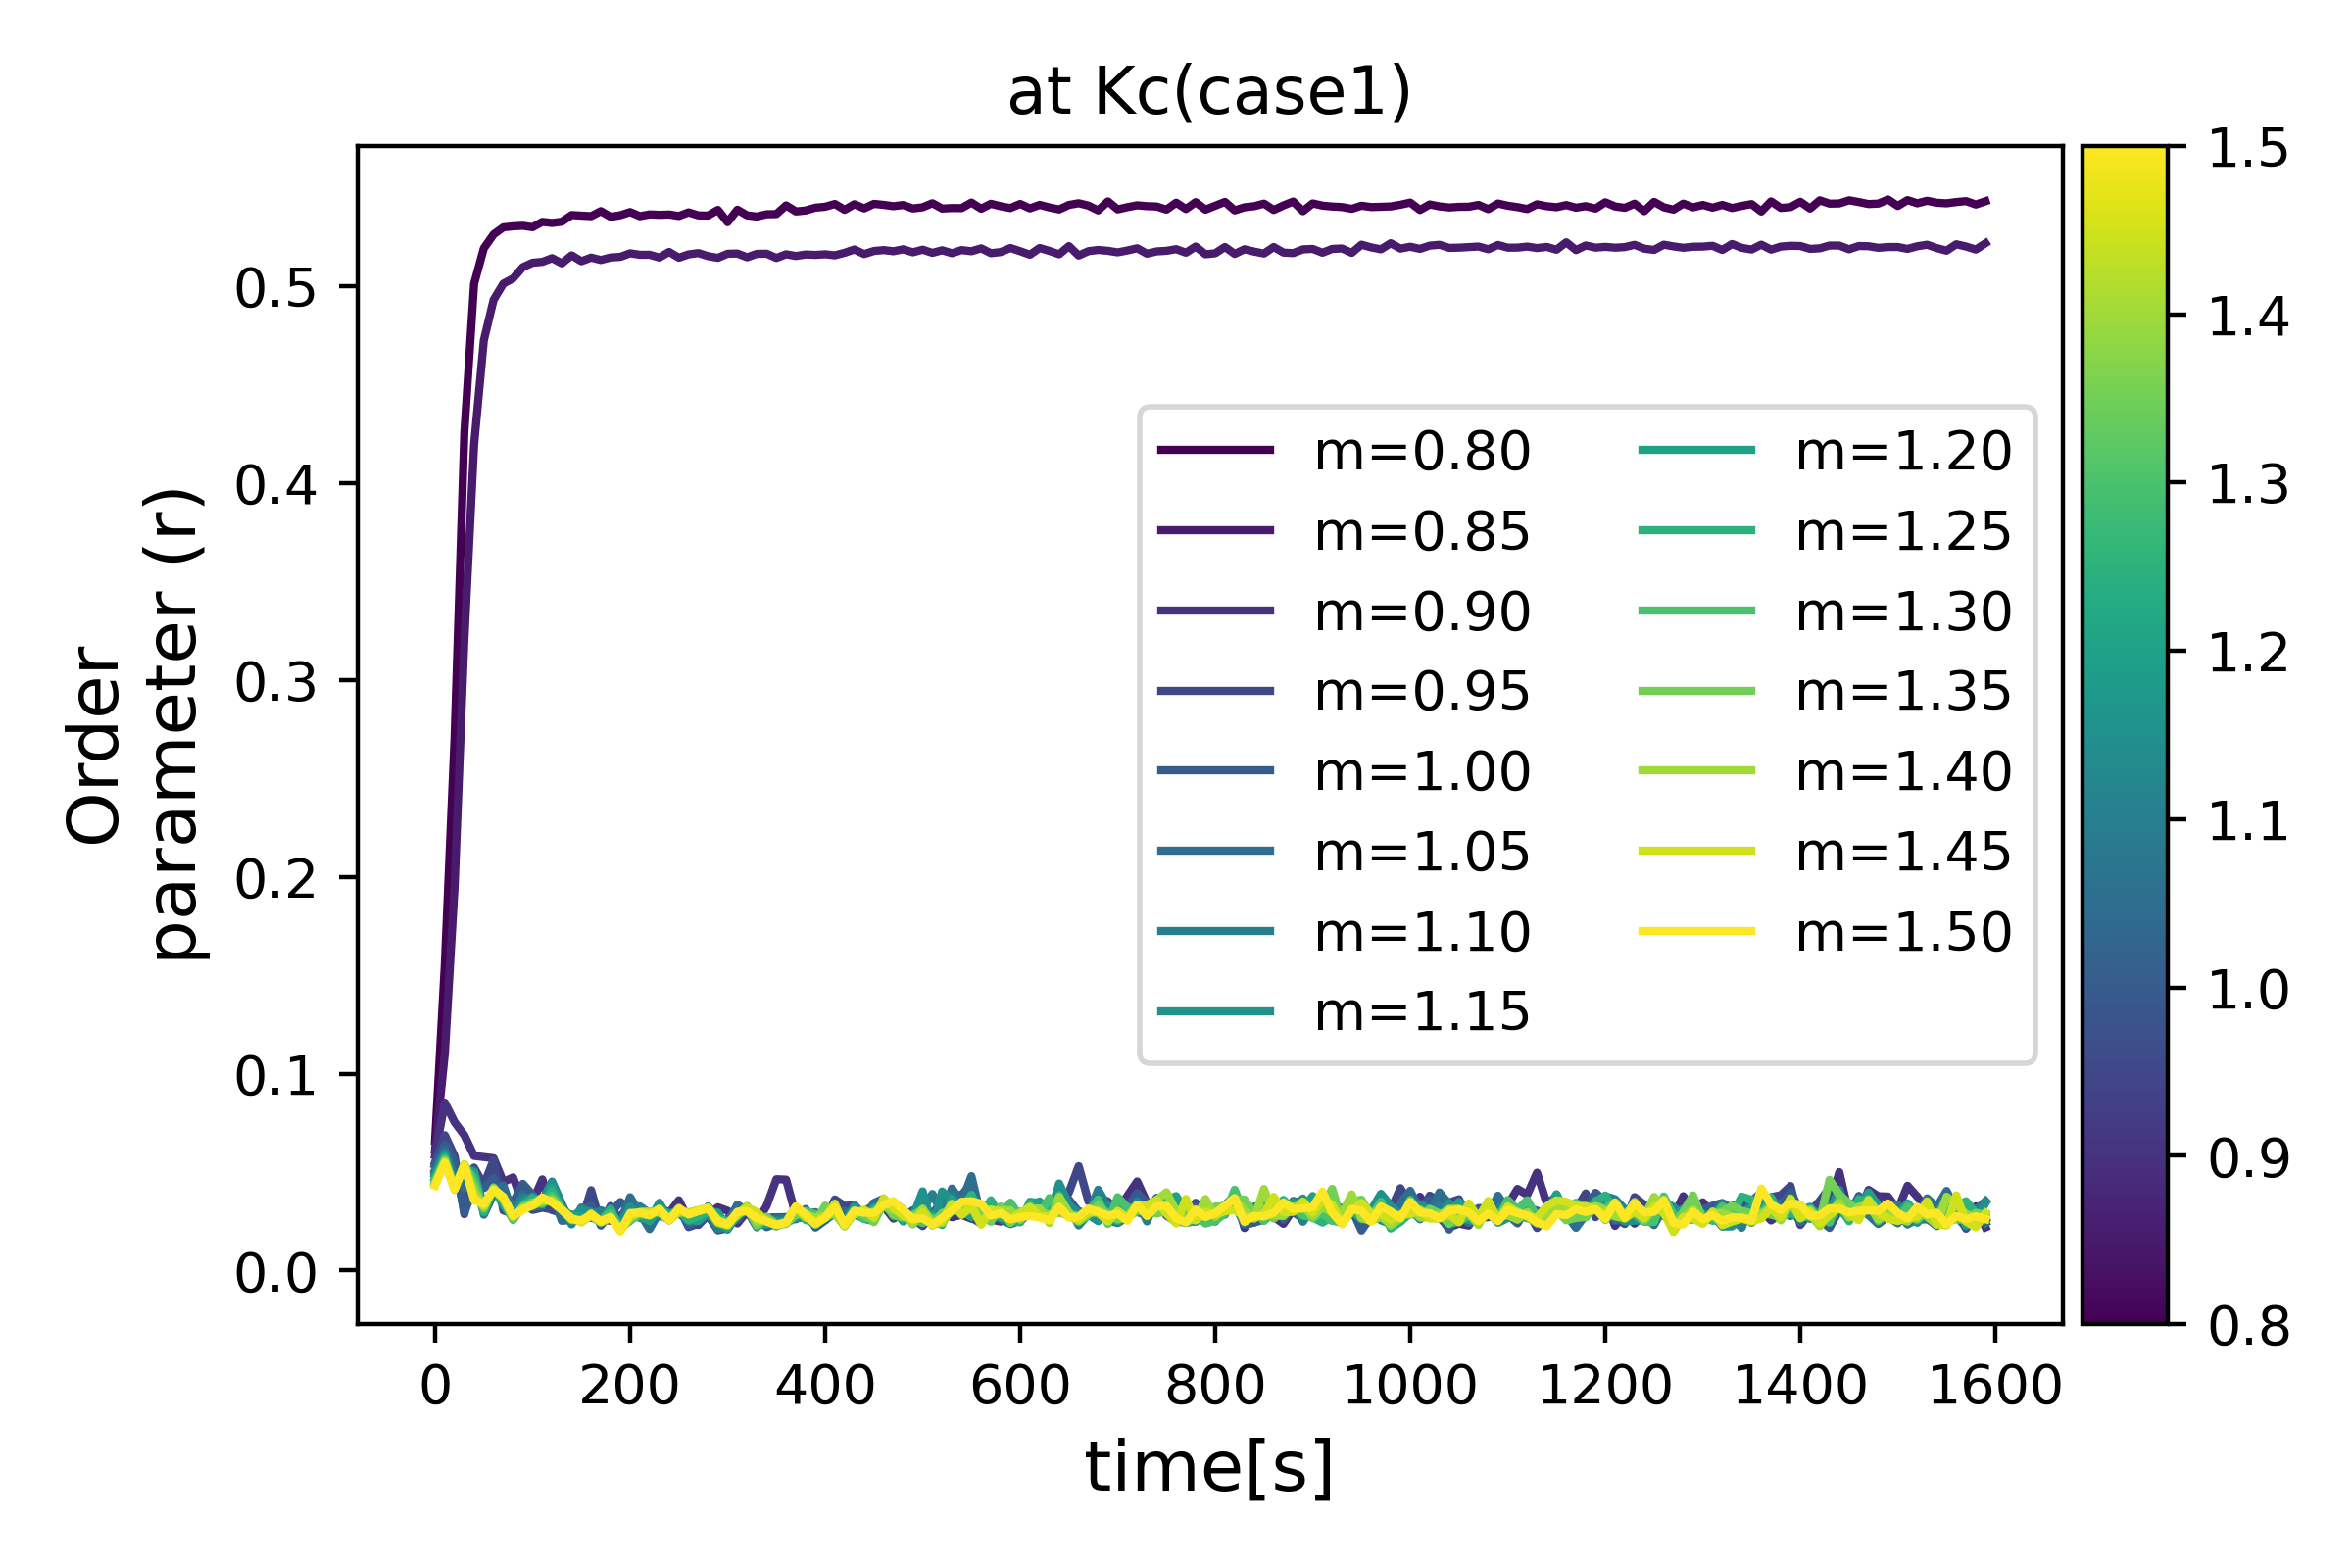 at Kc(case1)
Order
parameter (r)
0.5
0.4
0.3
0.2
0.1
0.0
0
200
400
600
800
1000
1200
1400
1600
time[s]
m=0.80
m=0.85
m=0.90
m=0.95
m=1.00
m=1.05
m=1.10
m=1.15
m=1.20
m=1.25
m=1.30
m=1.35
m=1.40
m=1.45
m=1.50
1.5
1.4
1.3
1.2
1.1
1.0
0.9
0.8